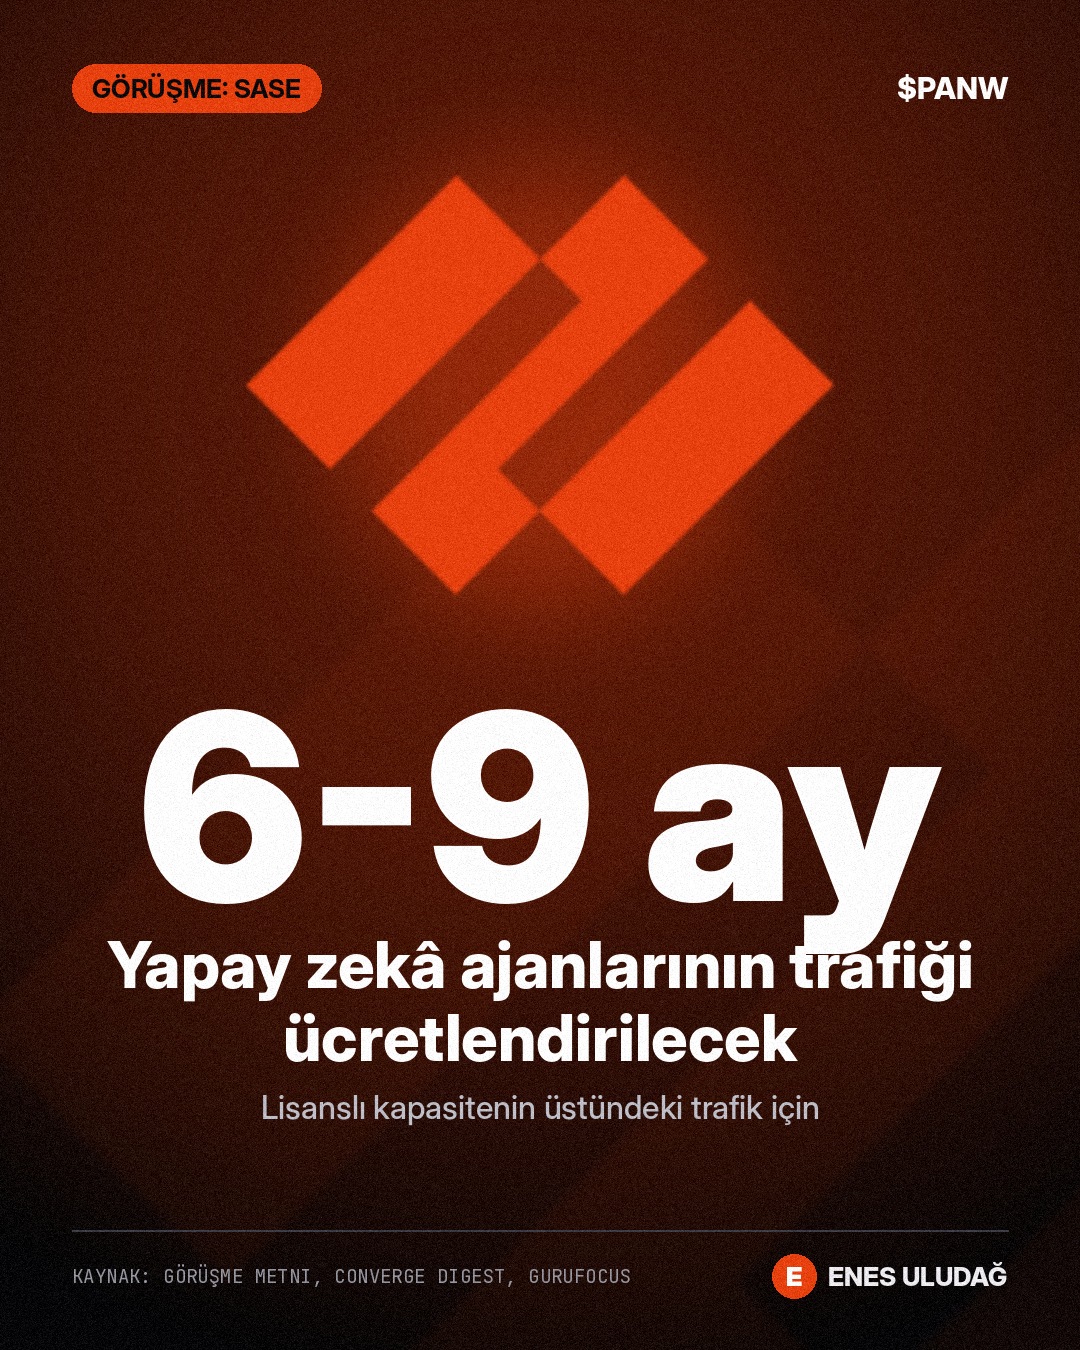 GÖRÜŞME: SASE
$PANW
6-9 ay
Yapay zekâ ajanlarının trafiği
ücretlendirilecek
Lisanslı kapasitenin üstündeki trafik için
KAYNAK: GÖRÜŞME METNI, CONVERGE DIGEST, GURUFOCUS
E ENES ULUDAĞ